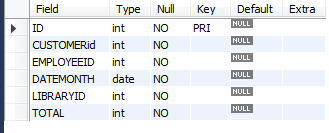 Field Type Null Key Default Extra
ID int NO PRI NULL
CUSTOMERid int NO NULL
EMPLOYEEID int NO NULL
DATEMONTH date NO NULL
LIBRARYID int NO NULL
TOTAL int NO NULL